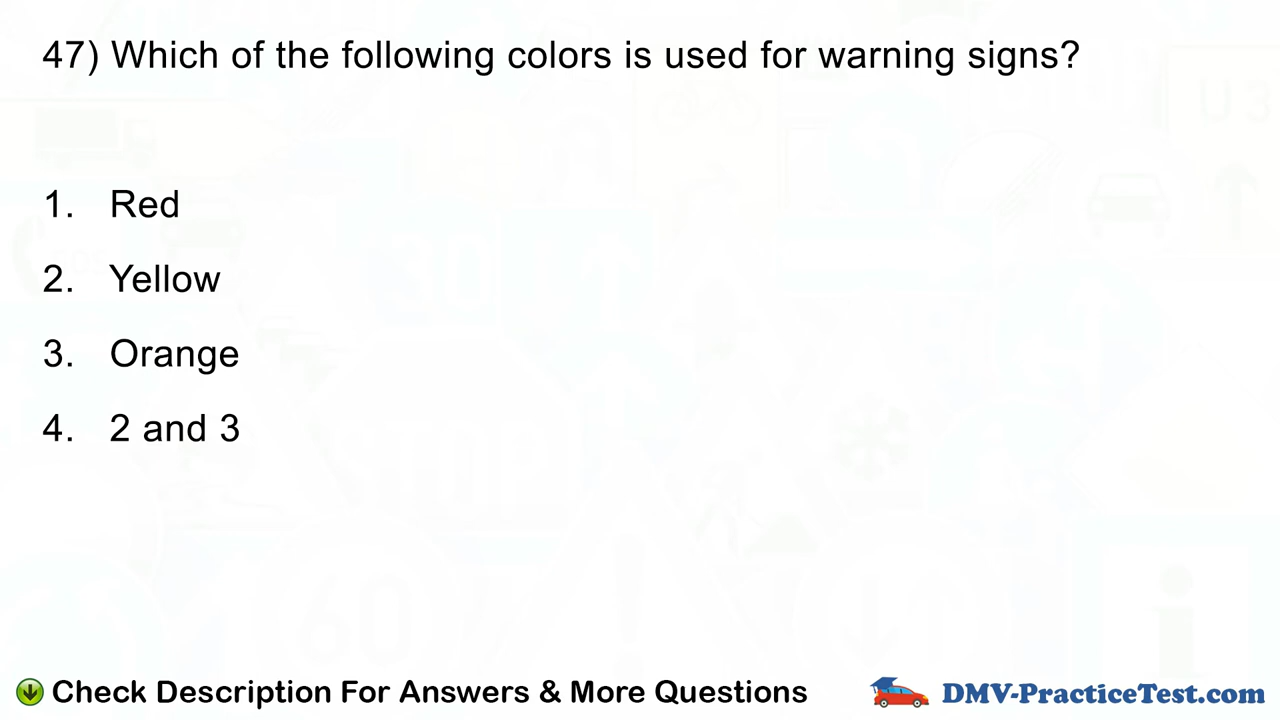 47) Which of the following colors is used for warning signs?
1. Red
2. Yellow
3. Orange
4. 2 and 3
Check Description For Answers & More Questions
DMV-PracticeTest.com